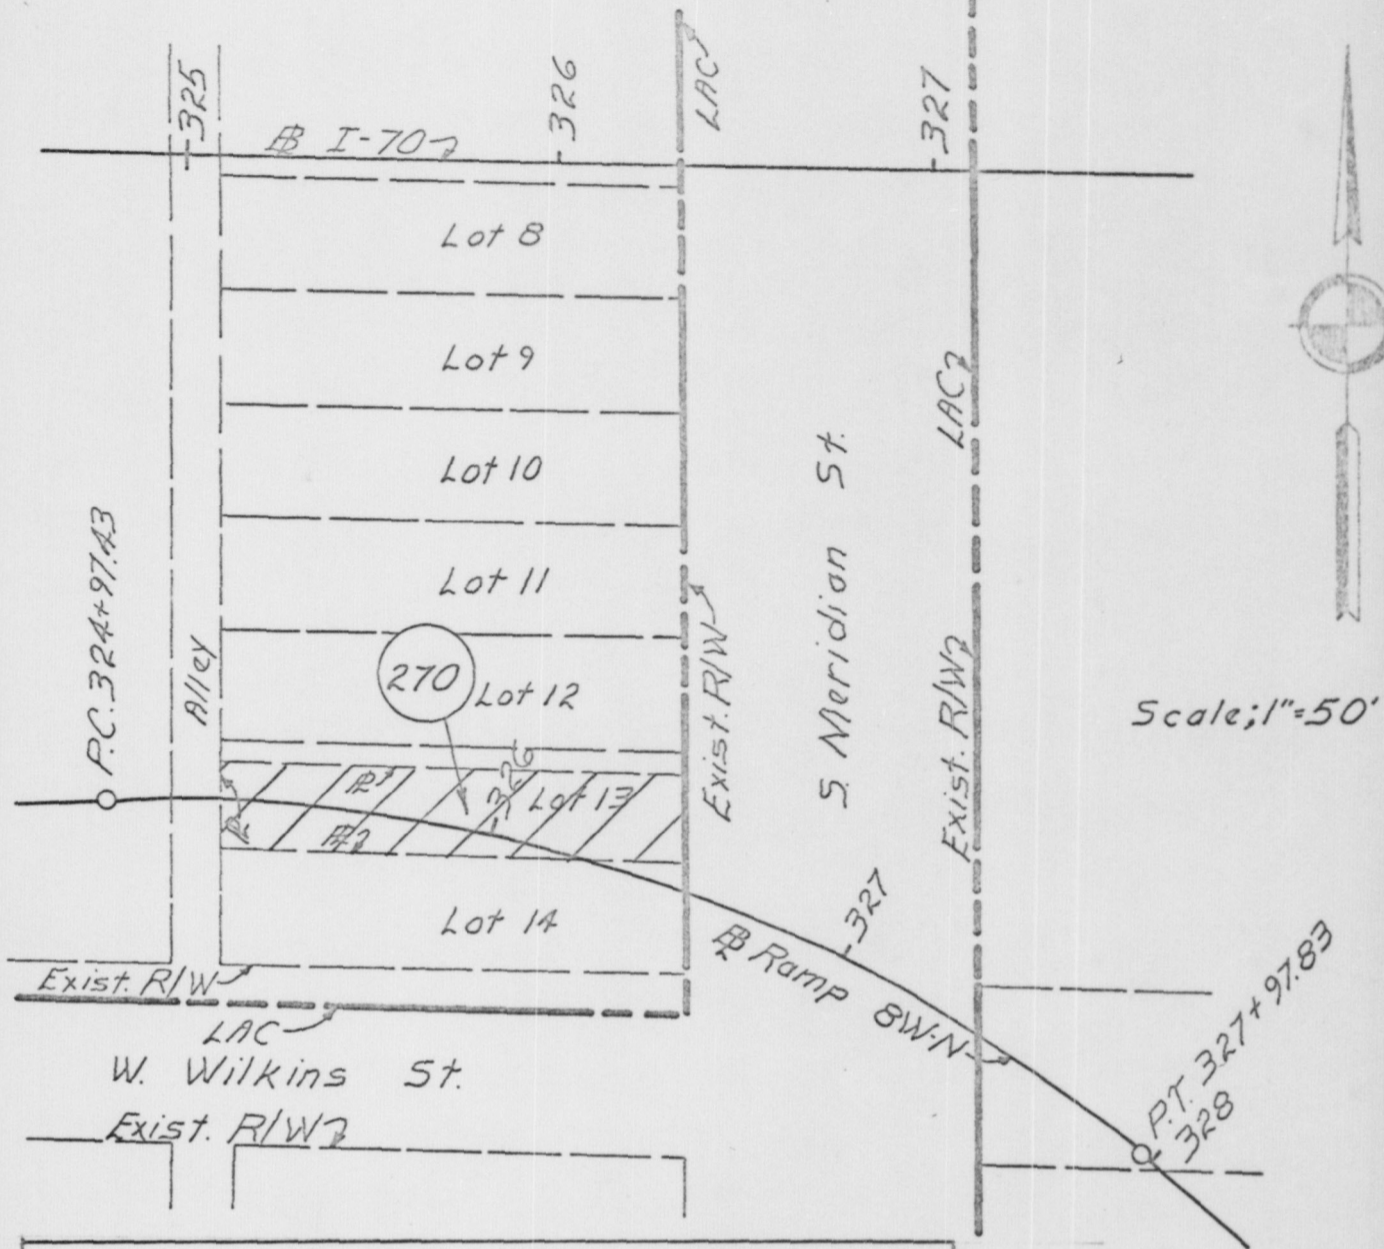 325
326
327
LAC
I-70
Lot 8
Lot 9
Lot 10
Lot 11
Lot 12
270
326
Lot 13
Lot 14
P.C. 324+97.43
Alley
Exist. R/W
S. Meridian St.
LAC
Exist. R/W
Scale; 1"=50'
327
Ramp 8W-N
P.T. 327+97.83
328
Exist. R/W
LAC
W. Wilkins St.
Exist. R/W